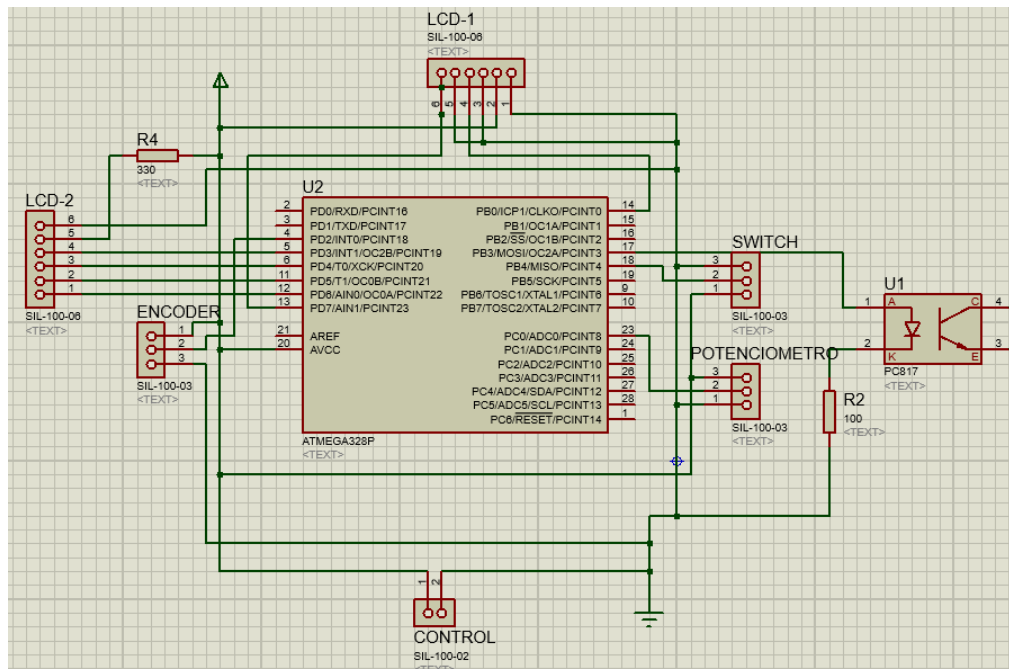 LCD-1
SIL-100-06
<TEXT>
6 5 4 3 2 1
R4
330
<TEXT>
LCD-2
6
5
4
3
2
1
SIL-100-06
<TEXT>
ENCODER
1
2
3
SIL-100-03
<TEXT>
U2
2 PD0/RXD/PCINT16
3 PD1/TXD/PCINT17
4 PD2/INT0/PCINT18
5 PD3/INT1/OC2B/PCINT19
6 PD4/T0/XCK/PCINT20
11 PD5/T1/OC0B/PCINT21
12 PD6/AIN0/OC0A/PCINT22
13 PD7/AIN1/PCINT23
21 AREF
20 AVCC
PB0/ICP1/CLKO/PCINT0 14
PB1/OC1A/PCINT1 15
PB2/SS/OC1B/PCINT2 16
PB3/MOSI/OC2A/PCINT3 17
PB4/MISO/PCINT4 18
PB5/SCK/PCINT5 19
PB6/TOSC1/XTAL1/PCINT6 9
PB7/TOSC2/XTAL2/PCINT7 10
PC0/ADC0/PCINT8 23
PC1/ADC1/PCINT9 24
PC2/ADC2/PCINT10 25
PC3/ADC3/PCINT11 26
PC4/ADC4/SDA/PCINT12 27
PC5/ADC5/SCL/PCINT13 28
PC6/RESET/PCINT14 1
ATMEGA328P
<TEXT>
SWITCH
3
2
1
SIL-100-03
<TEXT>
POTENCIOMETRO
3
2
1
SIL-100-03
<TEXT>
U1
1 A C 4
2 K E 3
PC817
<TEXT>
R2
100
<TEXT>
1 2
CONTROL
SIL-100-02
<TEXT>